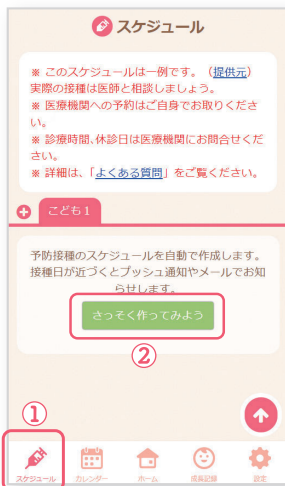 スケジュール
※ このスケジュールは一例です。（提供元）
実際の接種は医師と相談しましょう。
※ 医療機関への予約はご自身でお取りくださ
い。
※ 診療時間、休診日は医療機関にお問合せくだ
さい。
※ 詳細は、「よくある質問」をご覧ください。
こども１
予防接種のスケジュールを自動で作成します。
接種日が近づくとプッシュ通知やメールでお知
らせします。
さっそく作ってみよう
②
①
スケジュール カレンダー ホーム 成長記録 設定